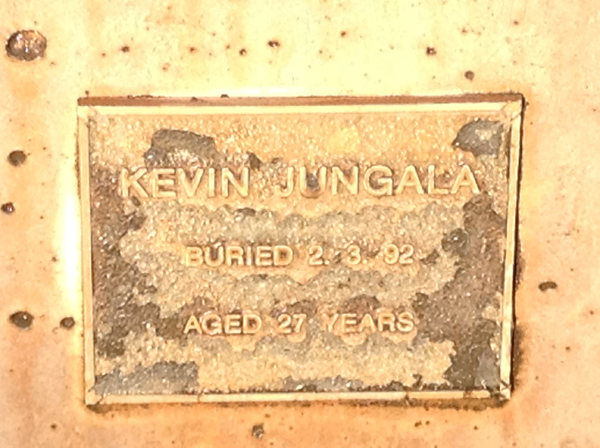 KEVIN JUNGALA
BURIED 2. 3. 92
AGED 27 YEARS